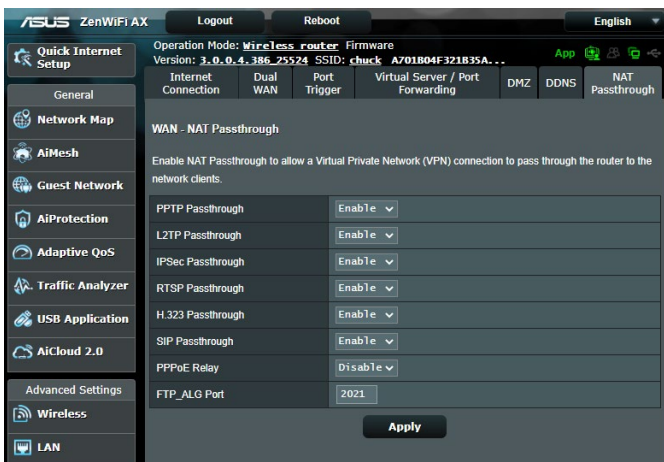 ASUS ZenWiFi AX Logout Reboot English
Quick Internet Setup
Operation Mode: Wireless router Firmware
Version: 3.0.0.4.386_25524 SSID: chuck A701B04F321B35A...
App
Internet Connection Dual WAN Port Trigger Virtual Server / Port Forwarding DMZ DDNS NAT Passthrough
General
Network Map
AiMesh
Guest Network
AiProtection
Adaptive QoS
Traffic Analyzer
USB Application
AiCloud 2.0
Advanced Settings
Wireless
LAN
WAN - NAT Passthrough
Enable NAT Passthrough to allow a Virtual Private Network (VPN) connection to pass through the router to the
network clients.
PPTP Passthrough Enable
L2TP Passthrough Enable
IPSec Passthrough Enable
RTSP Passthrough Enable
H.323 Passthrough Enable
SIP Passthrough Enable
PPPoE Relay Disable
FTP_ALG Port 2021
Apply